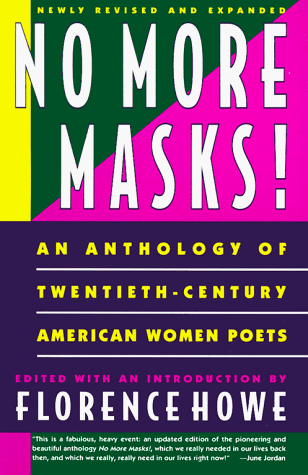 NEWLY REVISED AND EXPANDED
NO MORE
MASKS!
AN ANTHOLOGY OF
TWENTIETH-CENTURY
AMERICAN WOMEN POETS
EDITED WITH AN INTRODUCTION BY
FLORENCE HOWE
"This is a fabulous, heavy event: an updated edition of the pioneering and
beautiful anthology No More Masks!, which we really needed in our lives back
then, and which we really, really need in our lives right now!" —June Jordan